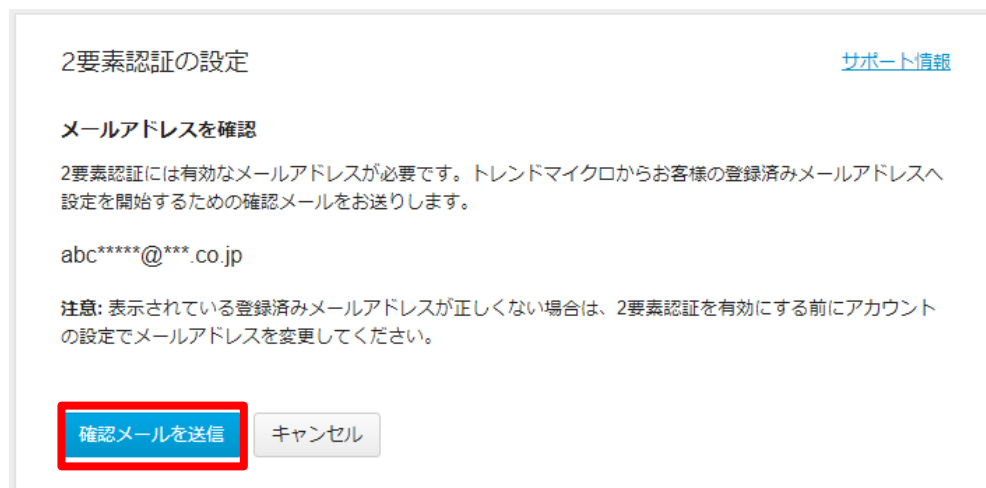 2要素認証の設定
サポート情報
メールアドレスを確認
2要素認証には有効なメールアドレスが必要です。トレンドマイクロからお客様の登録済みメールアドレスへ
設定を開始するための確認メールをお送りします。
abc*****@***.co.jp
注意: 表示されている登録済みメールアドレスが正しくない場合は、2要素認証を有効にする前にアカウント
の設定でメールアドレスを変更してください。
確認メールを送信
キャンセル